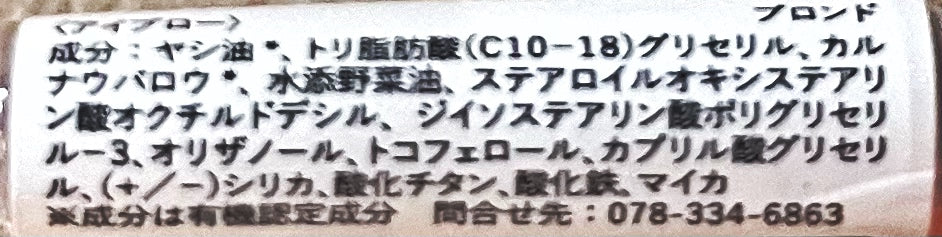 ブロンド
<アイブロー>
成分：ヤシ油*、トリ脂肪酸(C10-18)グリセリル、カル
ナウバロウ*、水添野菜油、ステアロイルオキシステアリ
ン酸オクチルドデシル、ジイソステアリン酸ポリグリセリ
ル-3、オリザノール、トコフェロール、カプリル酸グリセリ
ル、(+/-)シリカ、酸化チタン、酸化鉄、マイカ
※成分は有機認定成分　問合せ先：078-334-6863